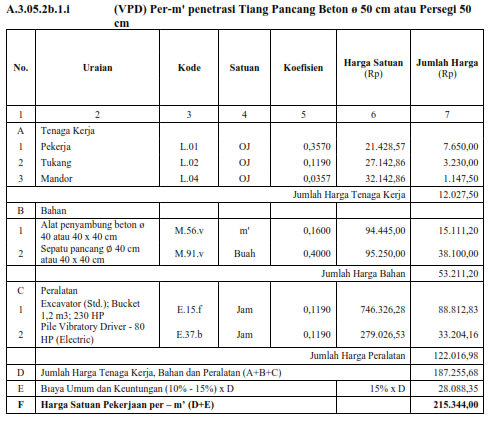 A.3.05.2b.1.i (VPD) Per-m' penetrasi Tiang Pancang Beton ø 50 cm atau Persegi 50
cm
No. Uraian Kode Satuan Koefisien Harga Satuan (Rp) Jumlah Harga (Rp)
1 2 3 4 5 6 7
A Tenaga Kerja
1 Pekerja L.01 OJ 0,3570 21.428,57 7.650,00
2 Tukang L.02 OJ 0,1190 27.142,86 3.230,00
3 Mandor L.04 OJ 0,0357 32.142,86 1.147,50
Jumlah Harga Tenaga Kerja 12.027,50
B Bahan
1 Alat penyambung beton ø 40 atau 40 x 40 cm M.56.v m' 0,1600 94.445,00 15.111,20
2 Sepatu pancang Ø 40 cm atau 40 x 40 cm M.91.v Buah 0,4000 95.250,00 38.100,00
Jumlah Harga Bahan 53.211,20
C Peralatan
1 Excavator (Std.); Bucket 1,2 m3; 230 HP E.15.f Jam 0,1190 746.326,28 88.812,83
2 Pile Vibratory Driver - 80 HP (Electric) E.37.b Jam 0,1190 279.026,53 33.204,16
Jumlah Harga Peralatan 122.016,98
D Jumlah Harga Tenaga Kerja, Bahan dan Peralatan (A+B+C) 187.255,68
E Biaya Umum dan Keuntungan (10% - 15%) x D 15% x D 28.088,35
F Harga Satuan Pekerjaan per – m' (D+E) 215.344,00